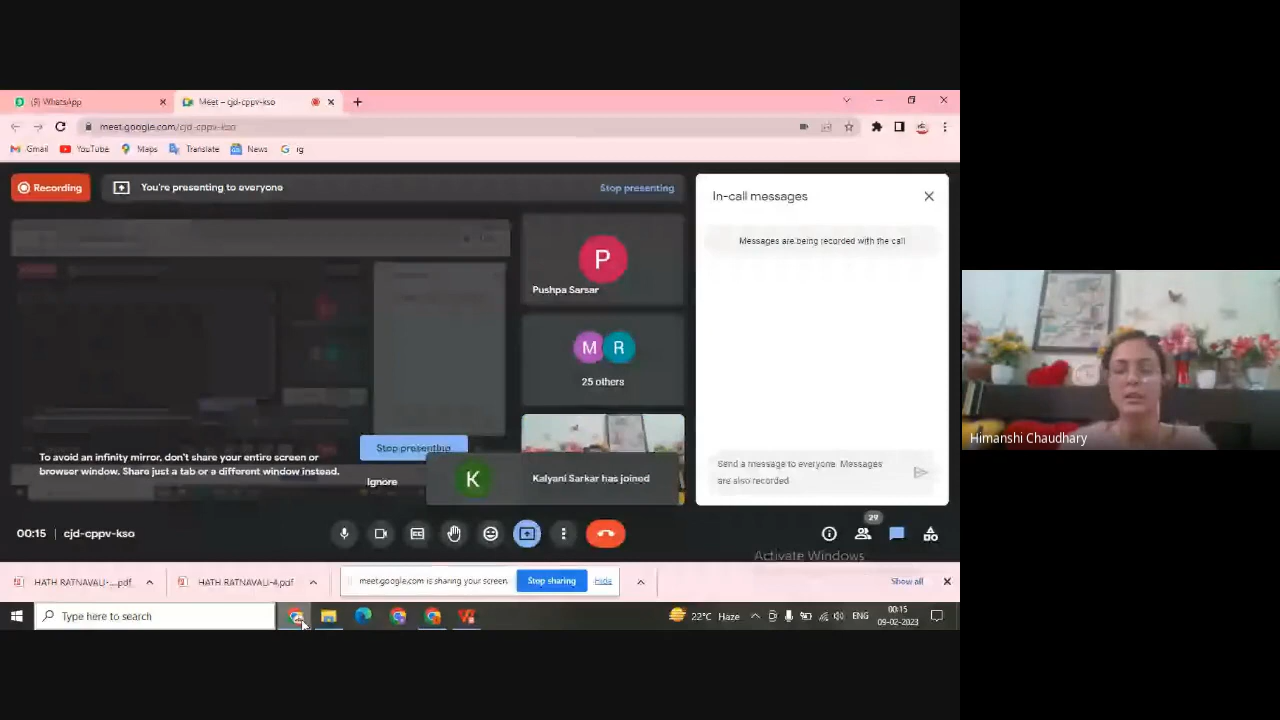 (9) WhatsApp
Meet – cjd-cppv-kso
meet.google.com/cjd-cppv-kso
Gmail
YouTube
Maps
Translate
News
rg
Recording
You're presenting to everyone
Stop presenting
In-call messages
Messages are being recorded with the call
P
Pushpa Sarsar
M R
25 others
To avoid an infinity mirror, don't share your entire screen or
browser window. Share just a tab or a different window instead.
Stop presenting
Ignore
K
Kalyani Sarkar has joined
Send a message to everyone. Messages
are also recorded
Himanshi Chaudhary
00:15 | cjd-cppv-kso
29
Activate Windows
HATH RATNAVALI-....pdf
HATH RATNAVALI-4.pdf
meet.google.com is sharing your screen.
Stop sharing
Hide
Show all
Type here to search
22°C Haze
ENG
00:15
09-02-2023